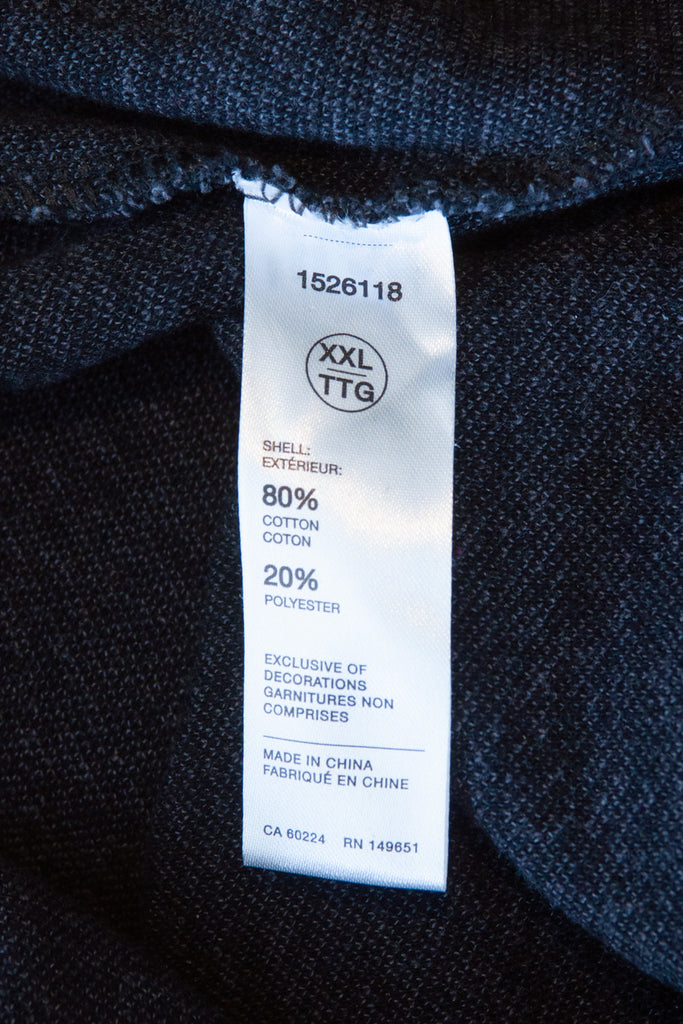 1526118
XXL
TTG
SHELL:
EXTÉRIEUR:
80%
COTTON
COTON
20%
POLYESTER
EXCLUSIVE OF
DECORATIONS
GARNITURES NON
COMPRISES
MADE IN CHINA
FABRIQUÉ EN CHINE
CA 60224 RN 149651